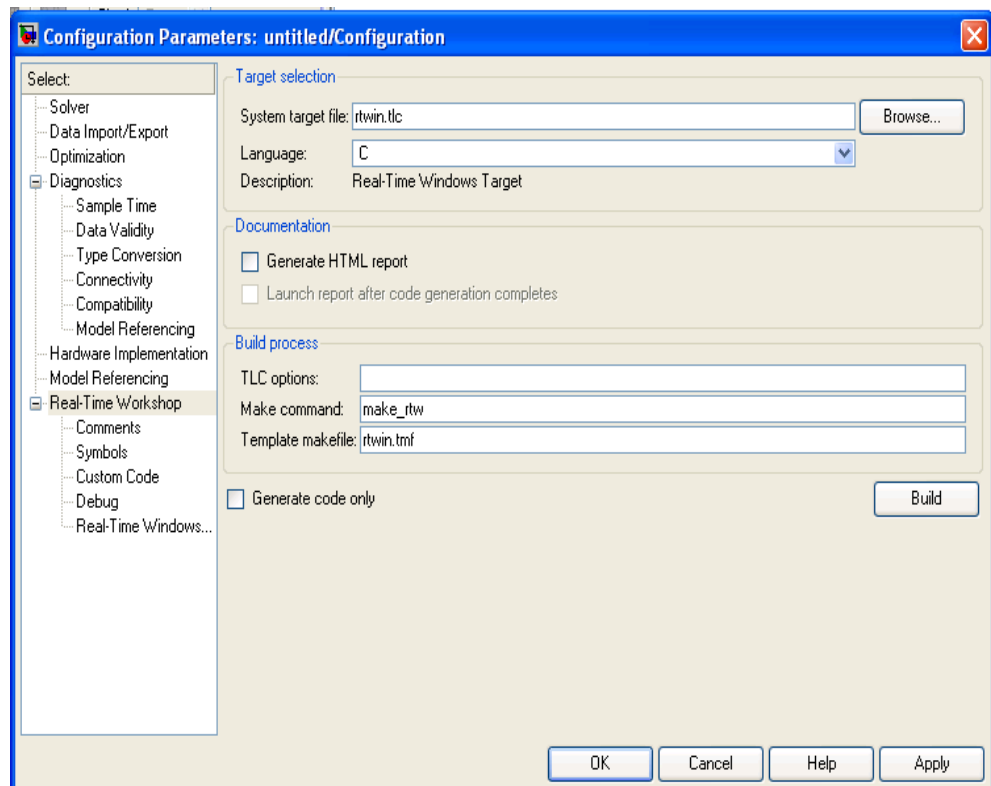 Configuration Parameters: untitled/Configuration
Select:
Solver
Data Import/Export
Optimization
Diagnostics
Sample Time
Data Validity
Type Conversion
Connectivity
Compatibility
Model Referencing
Hardware Implementation
Model Referencing
Real-Time Workshop
Comments
Symbols
Custom Code
Debug
Real-Time Windows...
Target selection
System target file: rtwin.tlc
Browse...
Language: C
Description: Real-Time Windows Target
Documentation
Generate HTML report
Launch report after code generation completes
Build process
TLC options:
Make command: make_rtw
Template makefile: rtwin.tmf
Generate code only
Build
OK
Cancel
Help
Apply